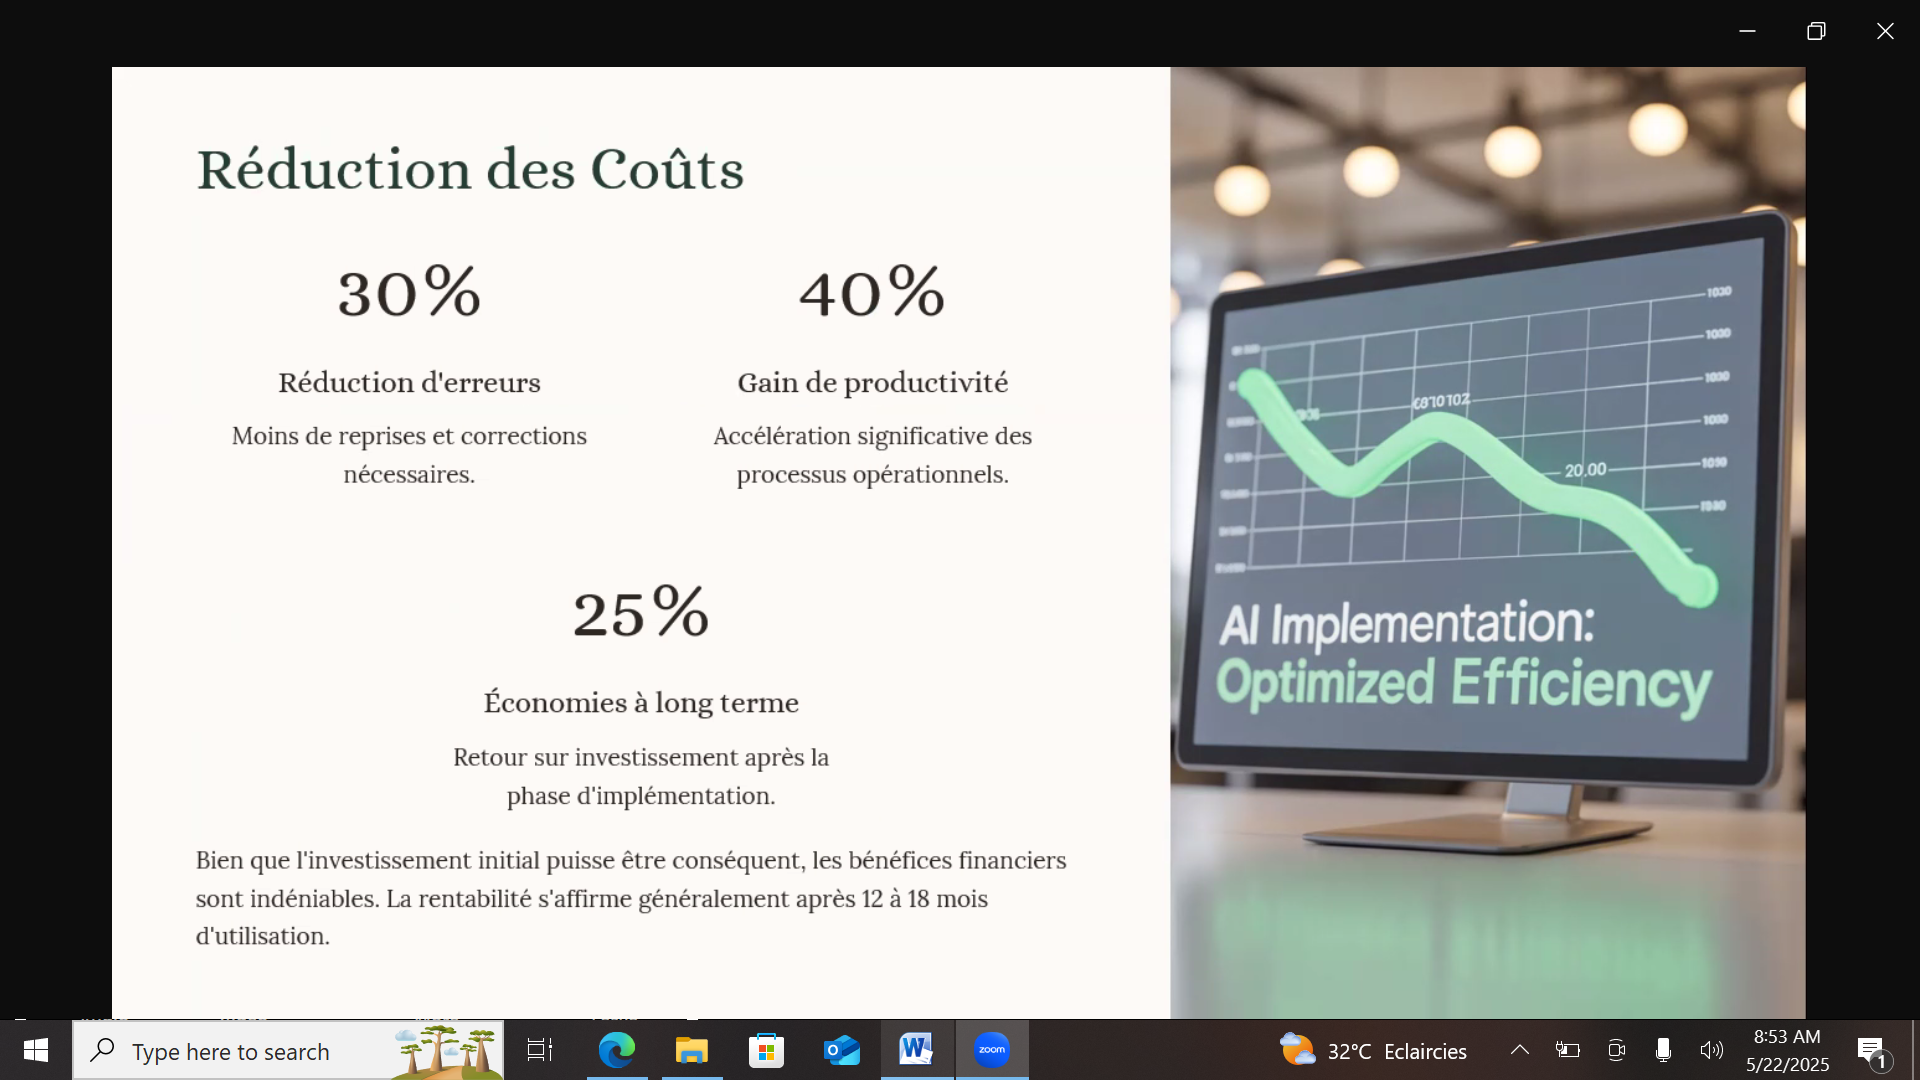 Réduction des Coûts
30%
Réduction d'erreurs
Moins de reprises et corrections
nécessaires.
40%
Gain de productivité
Accélération significative des
processus opérationnels.
25%
Économies à long terme
Retour sur investissement après la
phase d'implémentation.
Bien que l'investissement initial puisse être conséquent, les bénéfices financiers
sont indéniables. La rentabilité s'affirme généralement après 12 à 18 mois
d'utilisation.
20,00
AI Implementation:
Optimized Efficiency
Type here to search
zoom
32°C Eclaircies
8:53 AM
5/22/2025
1